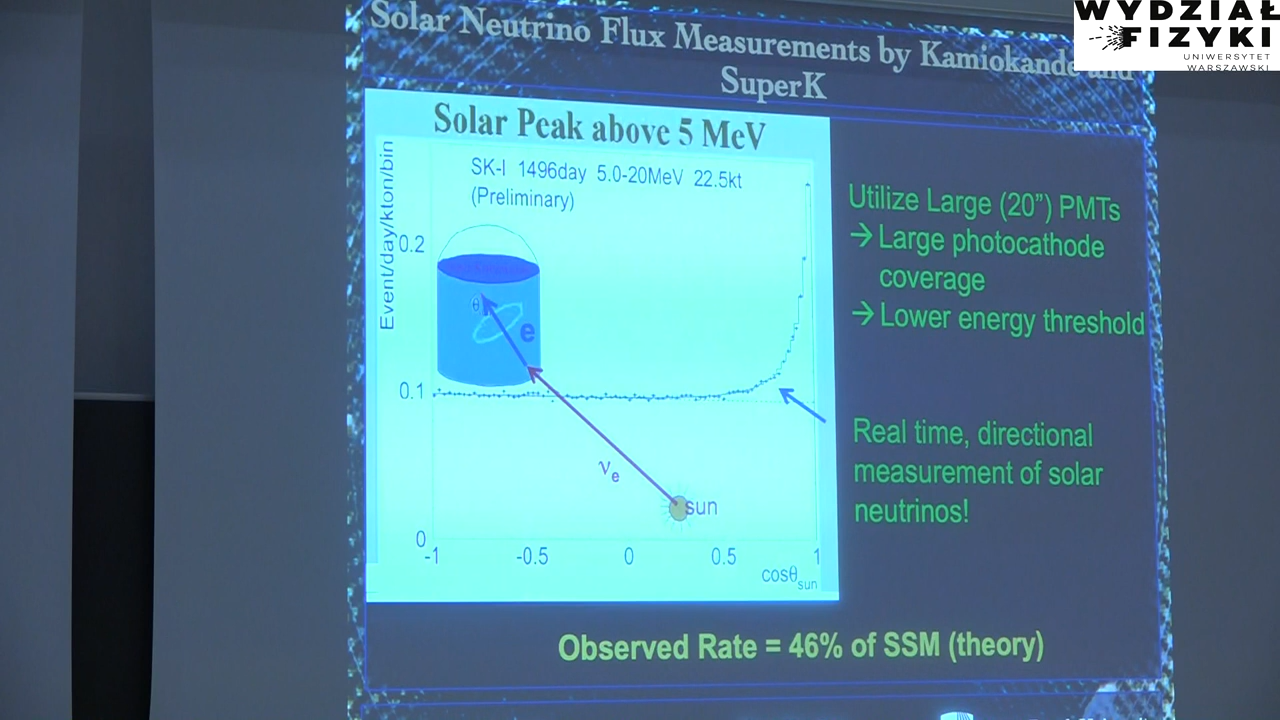 WYDZIAŁ
FIZYKI
UNIWERSYTET
WARSZAWSKI
Solar Neutrino Flux Measurements by Kamiokande and
SuperK
Solar Peak above 5 MeV
SK-I 1496day 5.0-20MeV 22.5kt
(Preliminary)
Event/day/kton/bin
0.2
0.1
0
θ
e
νe
sun
-1 -0.5 0 0.5 1
cosθsun
Utilize Large (20”) PMTs
→ Large photocathode
coverage
→ Lower energy threshold
Real time, directional
measurement of solar
neutrinos!
Observed Rate = 46% of SSM (theory)